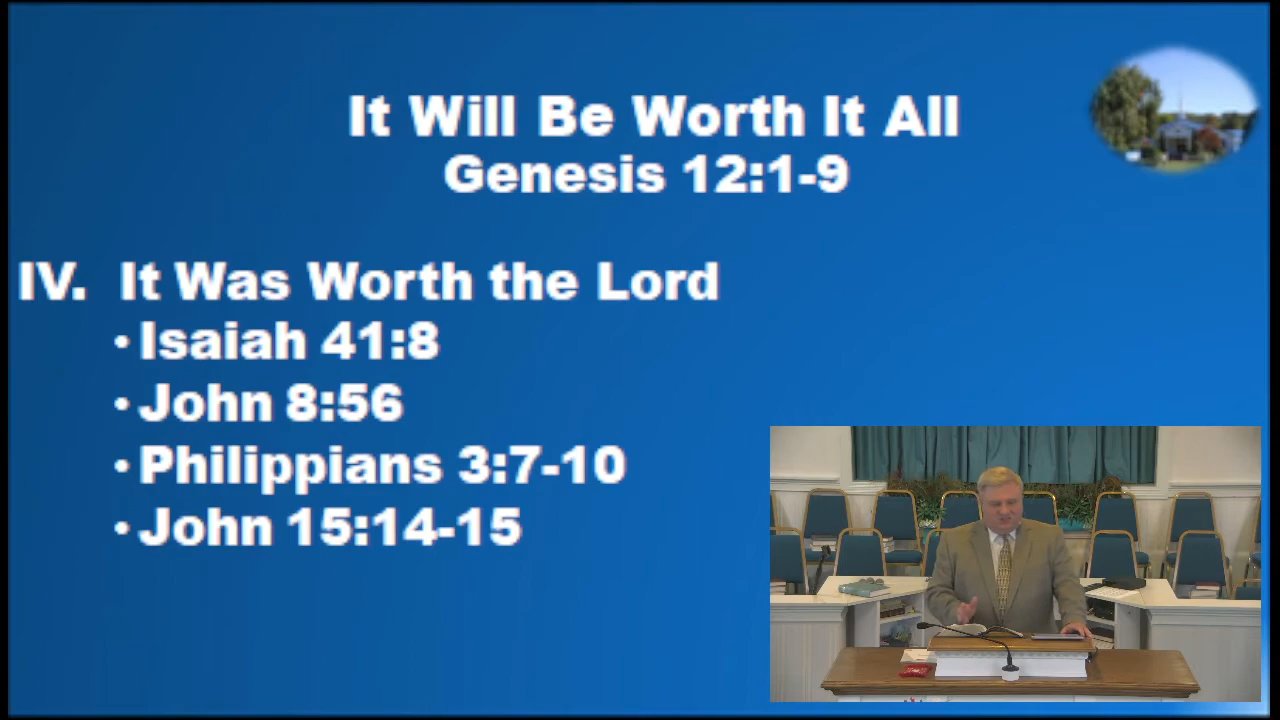 It Will Be Worth It All
Genesis 12:1-9
IV. It Was Worth the Lord
• Isaiah 41:8
• John 8:56
• Philippians 3:7-10
• John 15:14-15